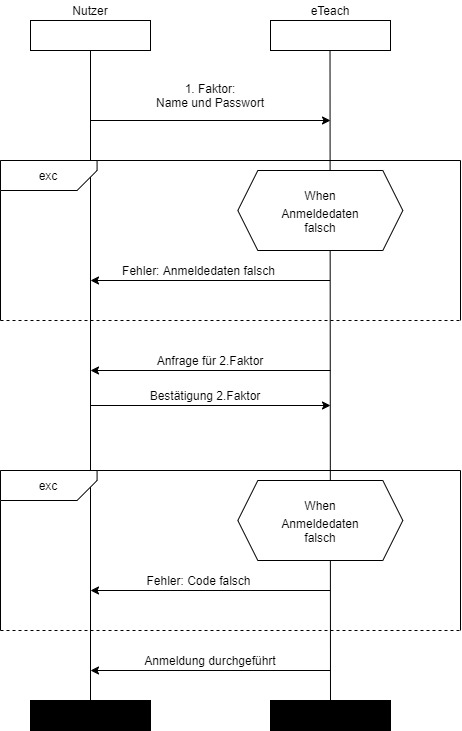 Nutzer
eTeach
1. Faktor:
Name und Passwort
exc
When
Anmeldedaten
falsch
Fehler: Anmeldedaten falsch
Anfrage für 2.Faktor
Bestätigung 2.Faktor
exc
When
Anmeldedaten
falsch
Fehler: Code falsch
Anmeldung durchgeführt